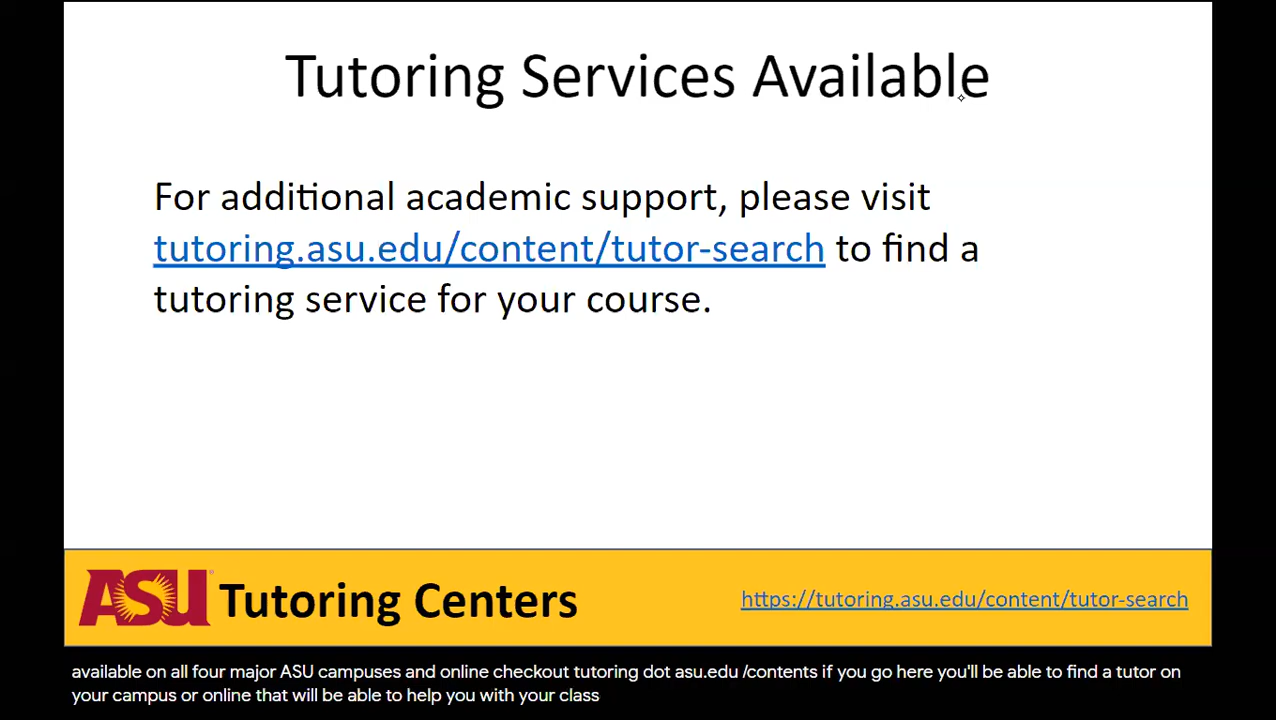 Tutoring Services Available
For additional academic support, please visit
tutoring.asu.edu/content/tutor-search to find a
tutoring service for your course.
ASU® Tutoring Centers
https://tutoring.asu.edu/content/tutor-search
available on all four major ASU campuses and online checkout tutoring dot asu.edu /contents if you go here you'll be able to find a tutor on
your campus or online that will be able to help you with your class